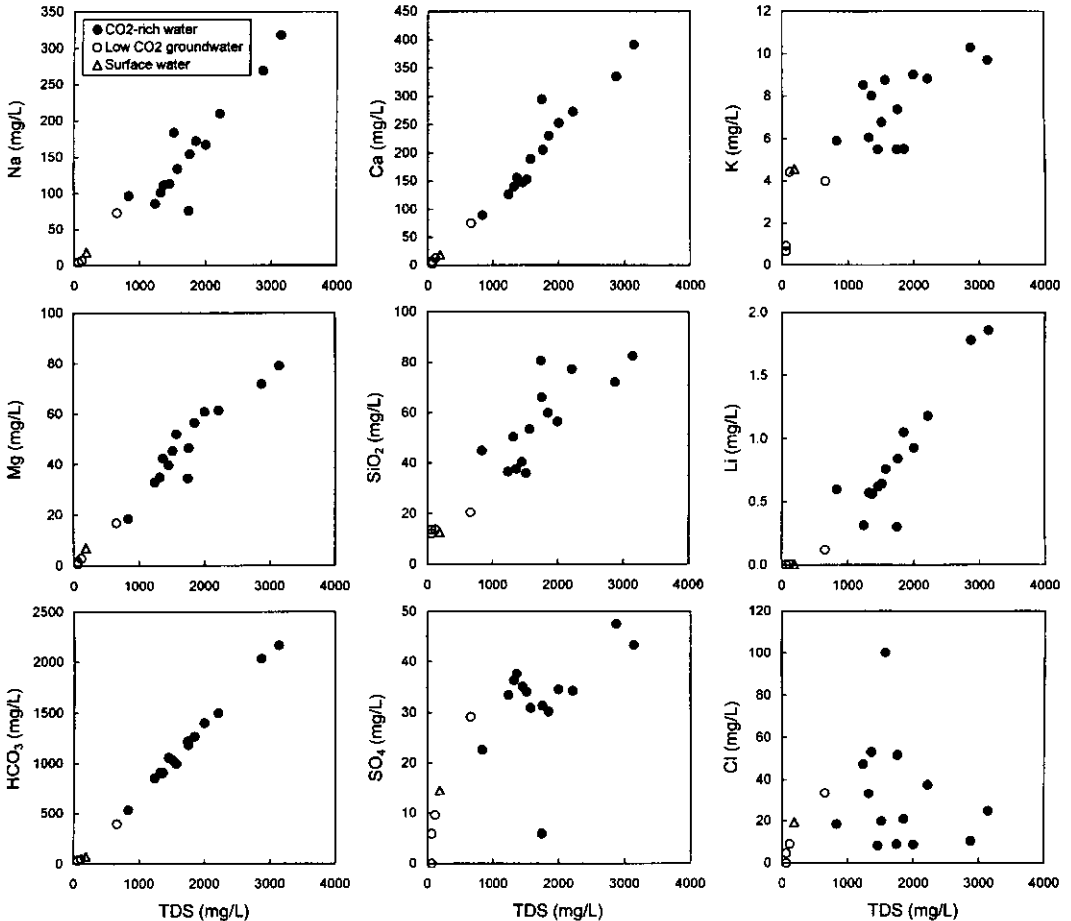 ● CO2-rich water
○ Low CO2 groundwater
△ Surface water
350
300
250
200
150
100
50
0
Na (mg/L)
0 1000 2000 3000 4000
450
400
350
300
250
200
150
100
50
0
Ca (mg/L)
0 1000 2000 3000 4000
12
10
8
6
4
2
0
K (mg/L)
0 1000 2000 3000 4000
100
80
60
40
20
0
Mg (mg/L)
0 1000 2000 3000 4000
100
80
60
40
20
0
SiO₂ (mg/L)
0 1000 2000 3000 4000
2.0
1.5
1.0
0.5
0.0
Li (mg/L)
0 1000 2000 3000 4000
2500
2000
1500
1000
500
0
HCO₃ (mg/L)
0 1000 2000 3000 4000
TDS (mg/L)
50
40
30
20
10
0
SO₄ (mg/L)
0 1000 2000 3000 4000
TDS (mg/L)
120
100
80
60
40
20
0
Cl (mg/L)
0 1000 2000 3000 4000
TDS (mg/L)